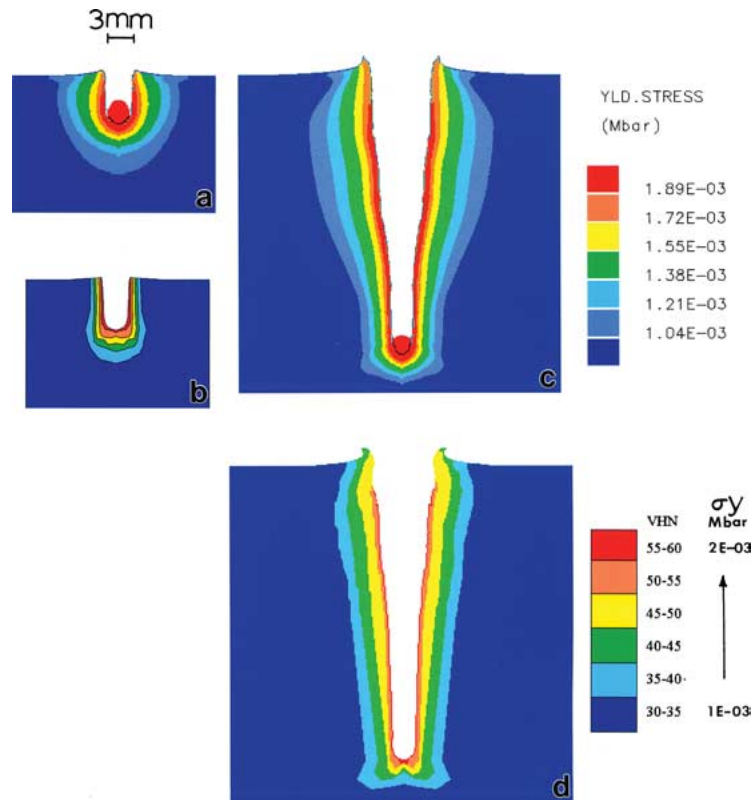 3mm
a
b
c
YLD.STRESS
(Mbar)
1.89E-03
1.72E-03
1.55E-03
1.38E-03
1.21E-03
1.04E-03
d
VHN
σy
Mbar
55-60
2E-03
50-55
45-50
40-45
35-40
30-35
1E-03